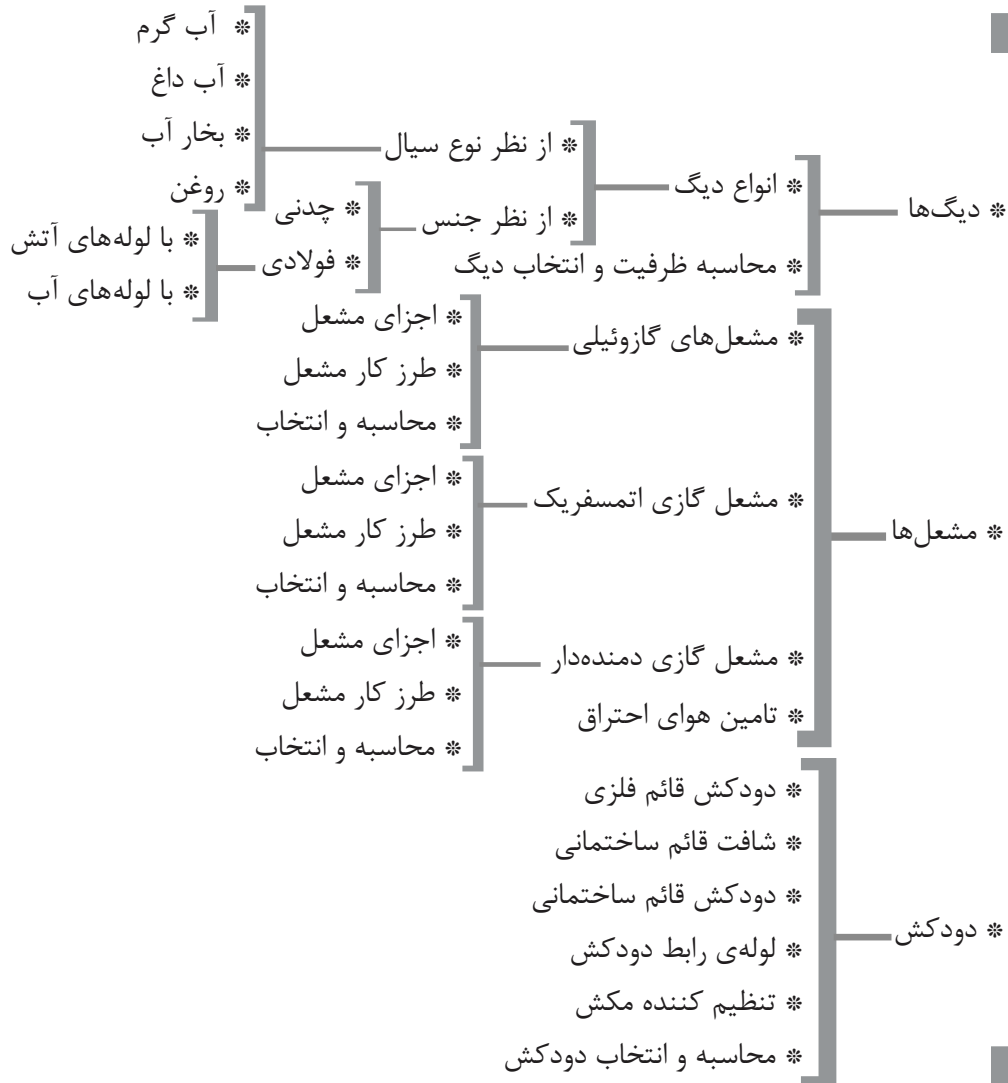 ❊ دیگ‌ها
❊ انواع دیگ
❊ از نظر نوع سیال
❊ آب گرم
❊ آب داغ
❊ بخار آب
❊ روغن
❊ از نظر جنس
❊ چدنی
❊ فولادی
❊ با لوله‌های آتش
❊ با لوله‌های آب
❊ محاسبه ظرفیت و انتخاب دیگ
❊ مشعل‌ها
❊ مشعل‌های گازوئیلی
❊ اجزای مشعل
❊ طرز کار مشعل
❊ محاسبه و انتخاب
❊ مشعل گازی اتمسفریک
❊ اجزای مشعل
❊ طرز کار مشعل
❊ محاسبه و انتخاب
❊ مشعل گازی دمنده‌دار
❊ اجزای مشعل
❊ طرز کار مشعل
❊ محاسبه و انتخاب
❊ تامین هوای احتراق
❊ دودکش
❊ دودکش قائم فلزی
❊ شافت قائم ساختمانی
❊ دودکش قائم ساختمانی
❊ لوله‌ی رابط دودکش
❊ تنظیم کننده مکش
❊ محاسبه و انتخاب دودکش